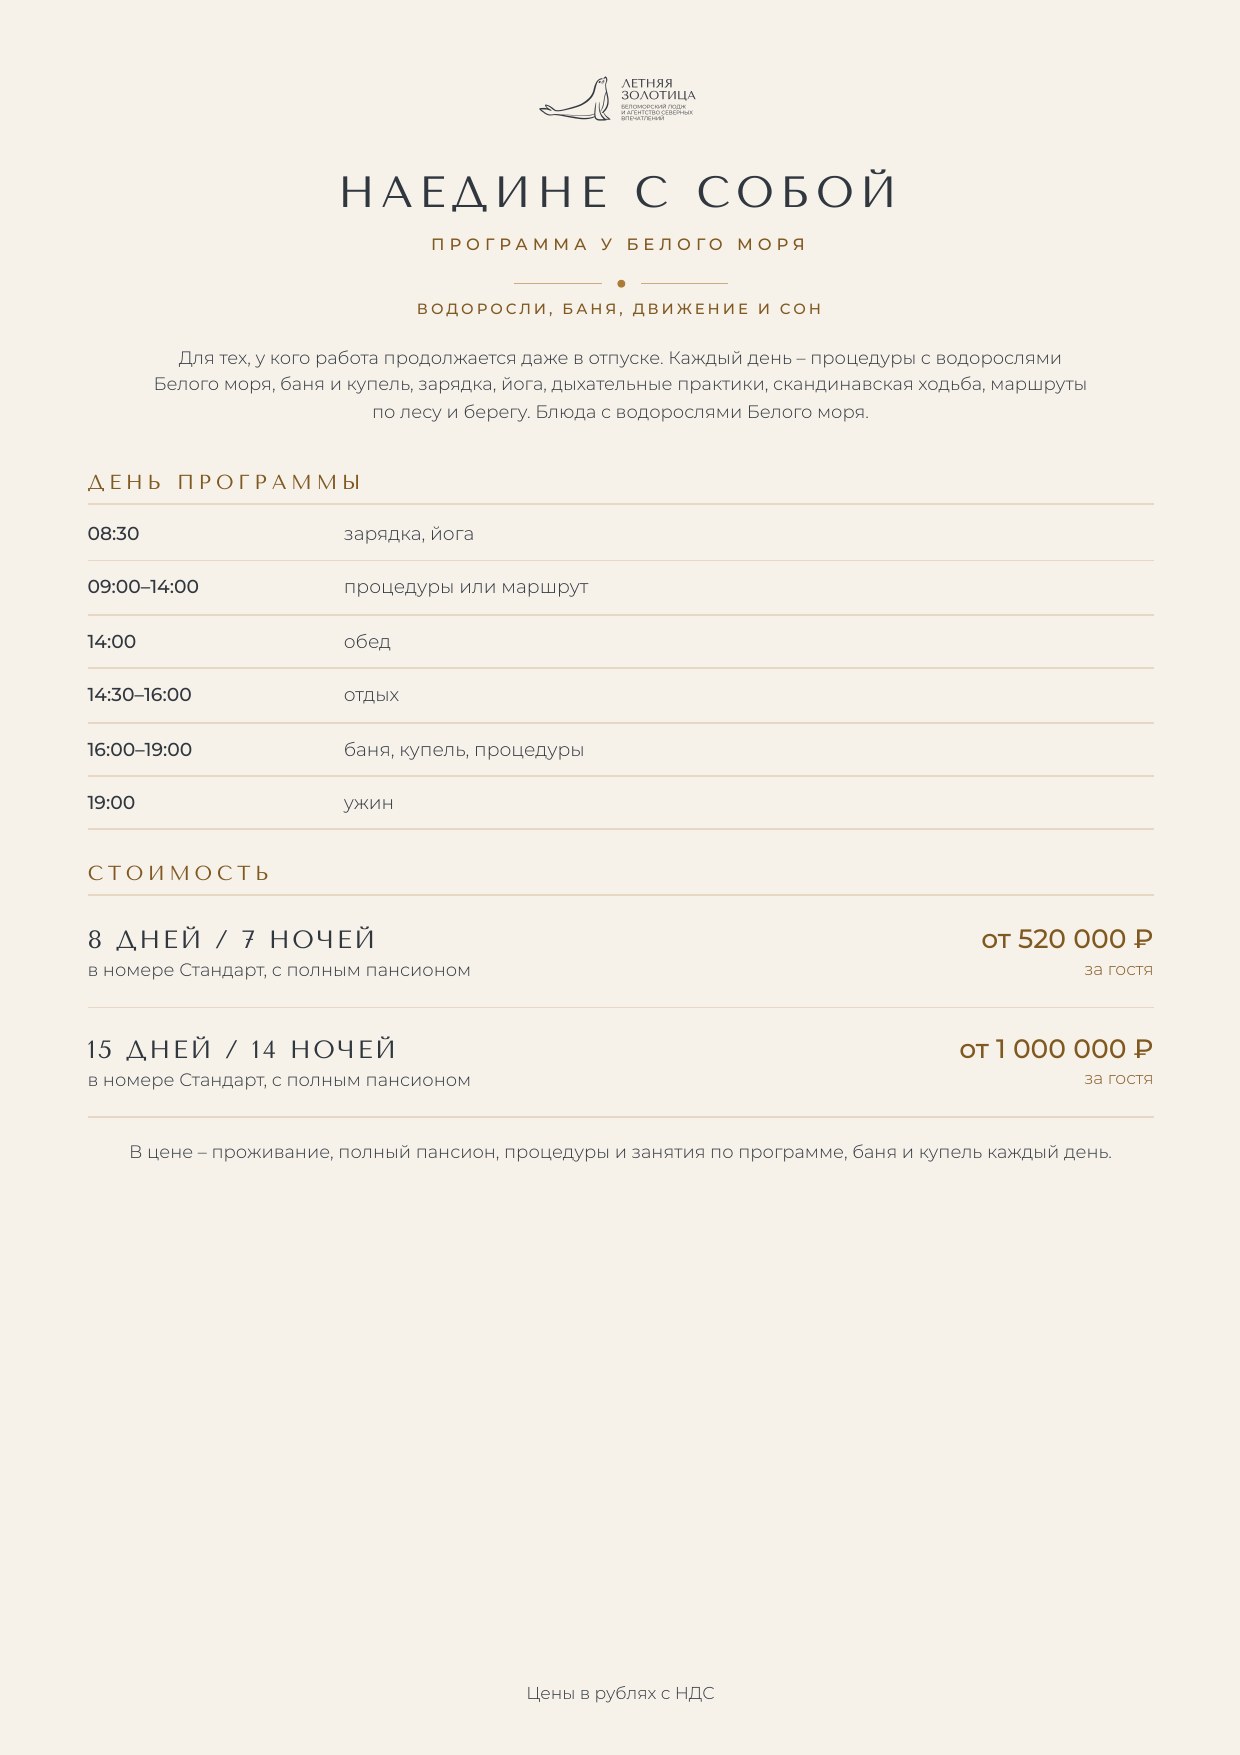 ЛЕТНЯЯ
ЗОЛОТИЦА
БЕЛОМОРСКИЙ ЛОДЖ
И АГЕНТСТВО СЕВЕРНЫХ
ВПЕЧАТЛЕНИЙ
НАЕДИНЕ С СОБОЙ
ПРОГРАММА У БЕЛОГО МОРЯ
ВОДОРОСЛИ, БАНЯ, ДВИЖЕНИЕ И СОН
Для тех, у кого работа продолжается даже в отпуске. Каждый день – процедуры с водорослями
Белого моря, баня и купель, зарядка, йога, дыхательные практики, скандинавская ходьба, маршруты
по лесу и берегу. Блюда с водорослями Белого моря.
ДЕНЬ ПРОГРАММЫ
08:30 зарядка, йога
09:00–14:00 процедуры или маршрут
14:00 обед
14:30–16:00 отдых
16:00–19:00 баня, купель, процедуры
19:00 ужин
СТОИМОСТЬ
8 ДНЕЙ / 7 НОЧЕЙ от 520 000 ₽
в номере Стандарт, с полным пансионом за гостя
15 ДНЕЙ / 14 НОЧЕЙ от 1 000 000 ₽
в номере Стандарт, с полным пансионом за гостя
В цене – проживание, полный пансион, процедуры и занятия по программе, баня и купель каждый день.
Цены в рублях с НДС